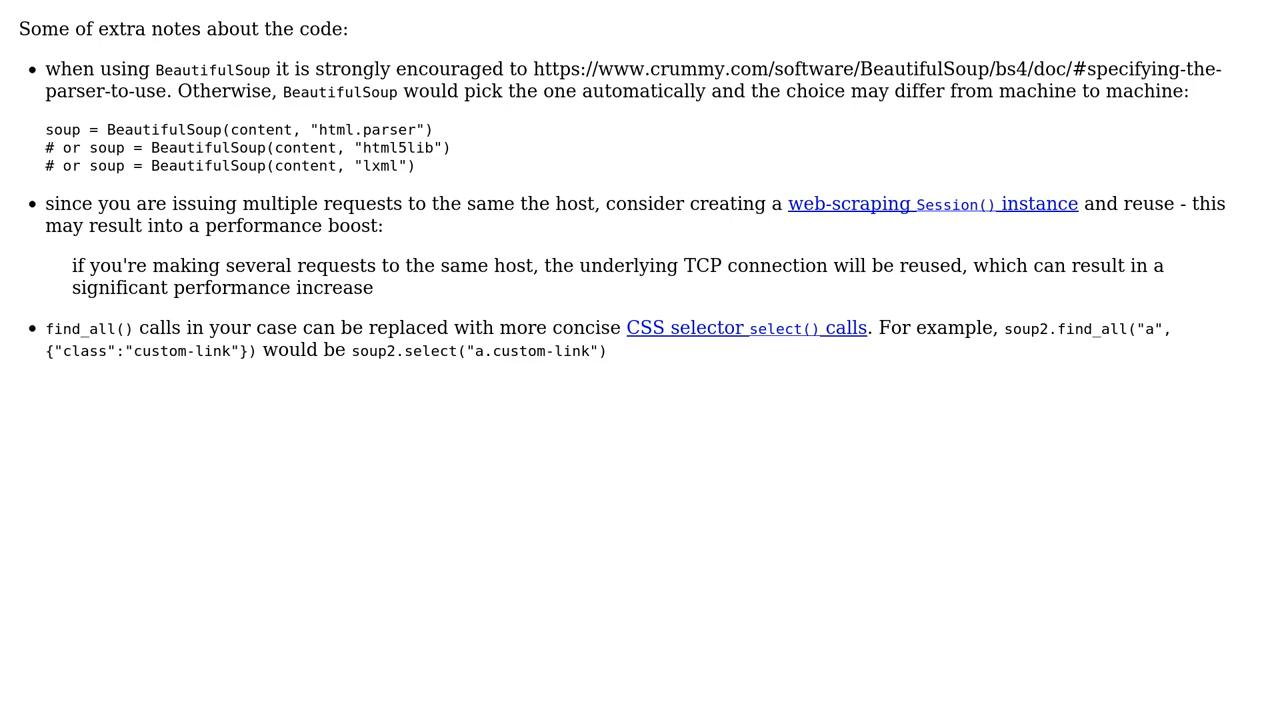 Some of extra notes about the code:
• when using BeautifulSoup it is strongly encouraged to https://www.crummy.com/software/BeautifulSoup/bs4/doc/#specifying-the-
parser-to-use. Otherwise, BeautifulSoup would pick the one automatically and the choice may differ from machine to machine:
soup = BeautifulSoup(content, "html.parser")
# or soup = BeautifulSoup(content, "html5lib")
# or soup = BeautifulSoup(content, "lxml")
• since you are issuing multiple requests to the same the host, consider creating a web-scraping Session() instance and reuse - this
may result into a performance boost:
if you're making several requests to the same host, the underlying TCP connection will be reused, which can result in a
significant performance increase
• find_all() calls in your case can be replaced with more concise CSS selector select() calls. For example, soup2.find_all("a",
{"class":"custom-link"}) would be soup2.select("a.custom-link")